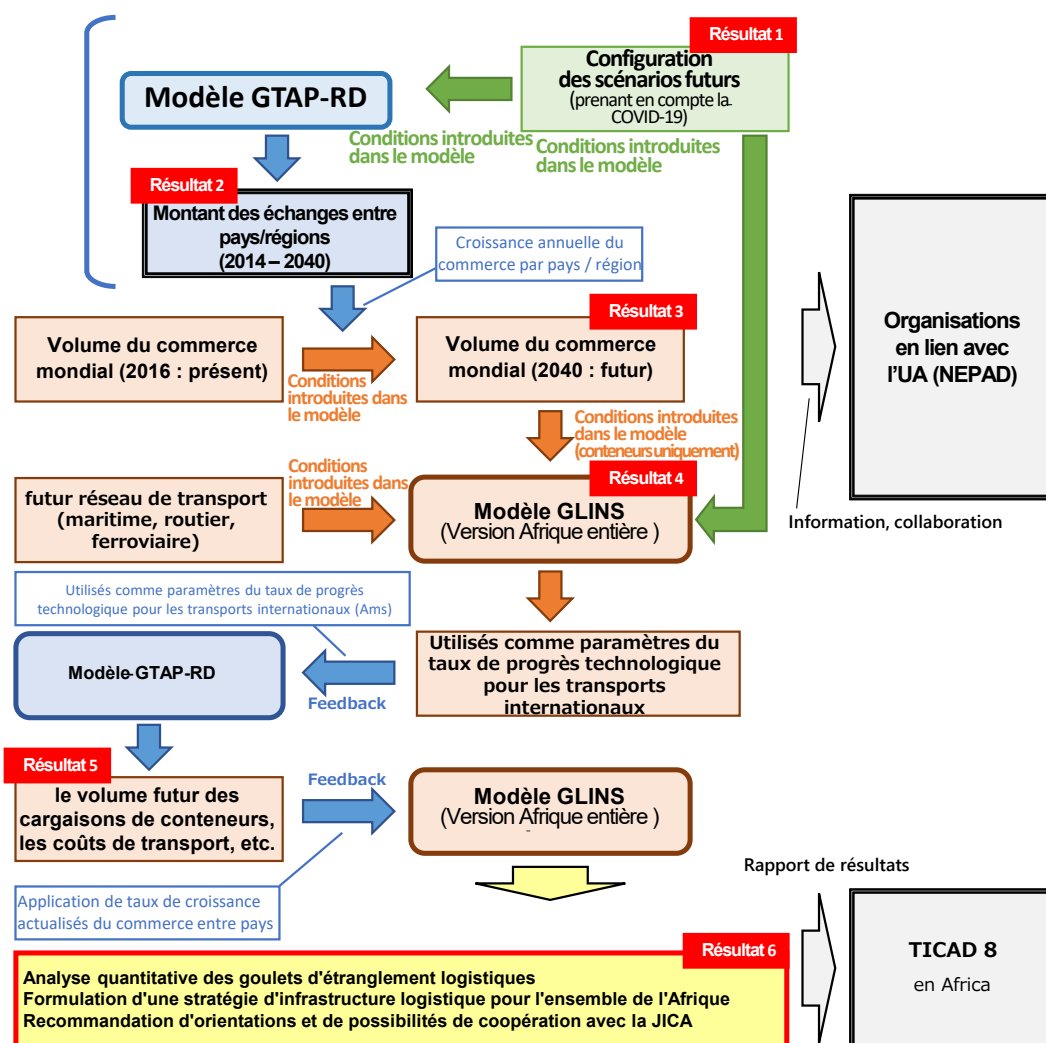 Résultat 1
Configuration
des scénarios futurs
(prenant en compte la
COVID-19)
Modèle GTAP-RD
Conditions introduites
dans le modèle
Conditions introduites
dans le modèle
Résultat 2
Montant des échanges entre
pays/régions
(2014 – 2040)
Croissance annuelle du
commerce par pays / région
Résultat 3
Volume du commerce
mondial (2016 : présent)
Conditions
introduites dans
le modèle
Volume du commerce
mondial (2040 : futur)
Organisations
en lien avec
l'UA (NEPAD)
Conditions introduites
dans le modèle
(conteneurs uniquement)
Résultat 4
futur réseau de transport
(maritime, routier,
ferroviaire)
Conditions
introduites dans
le modèle
Modèle GLINS
(Version Afrique entière )
Information, collaboration
Utilisés comme paramètres du taux de progrès
technologique pour les transports internationaux (Ams)
Modèle-GTAP-RD
Feedback
Utilisés comme paramètres du
taux de progrès technologique
pour les transports
internationaux
Résultat 5
le volume futur des
cargaisons de conteneurs,
les coûts de transport, etc.
Feedback
Modèle GLINS
(Version Afrique entière )
Application de taux de croissance
actualisés du commerce entre pays
Rapport de résultats
Résultat 6
Analyse quantitative des goulets d'étranglement logistiques
Formulation d'une stratégie d'infrastructure logistique pour l'ensemble de l'Afrique
Recommandation d'orientations et de possibilités de coopération avec la JICA
TICAD 8
en Africa